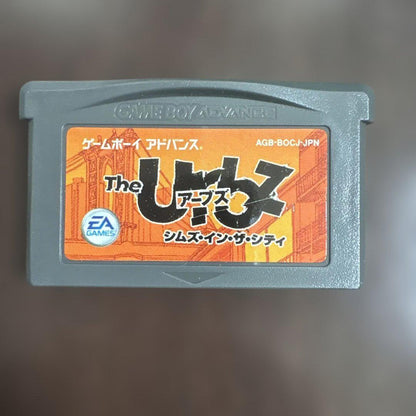 GAME BOY ADVANCE
ゲームボーイ アドバンス® AGB-BOCJ-JPN
The Urbz
アーブズ
シムズ・イン・ザ・シティ
EA
GAMES™